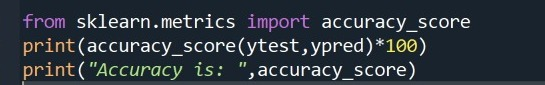 from sklearn.metrics import accuracy_score
print(accuracy_score(ytest,ypred)*100)
print("Accuracy is: ",accuracy_score)